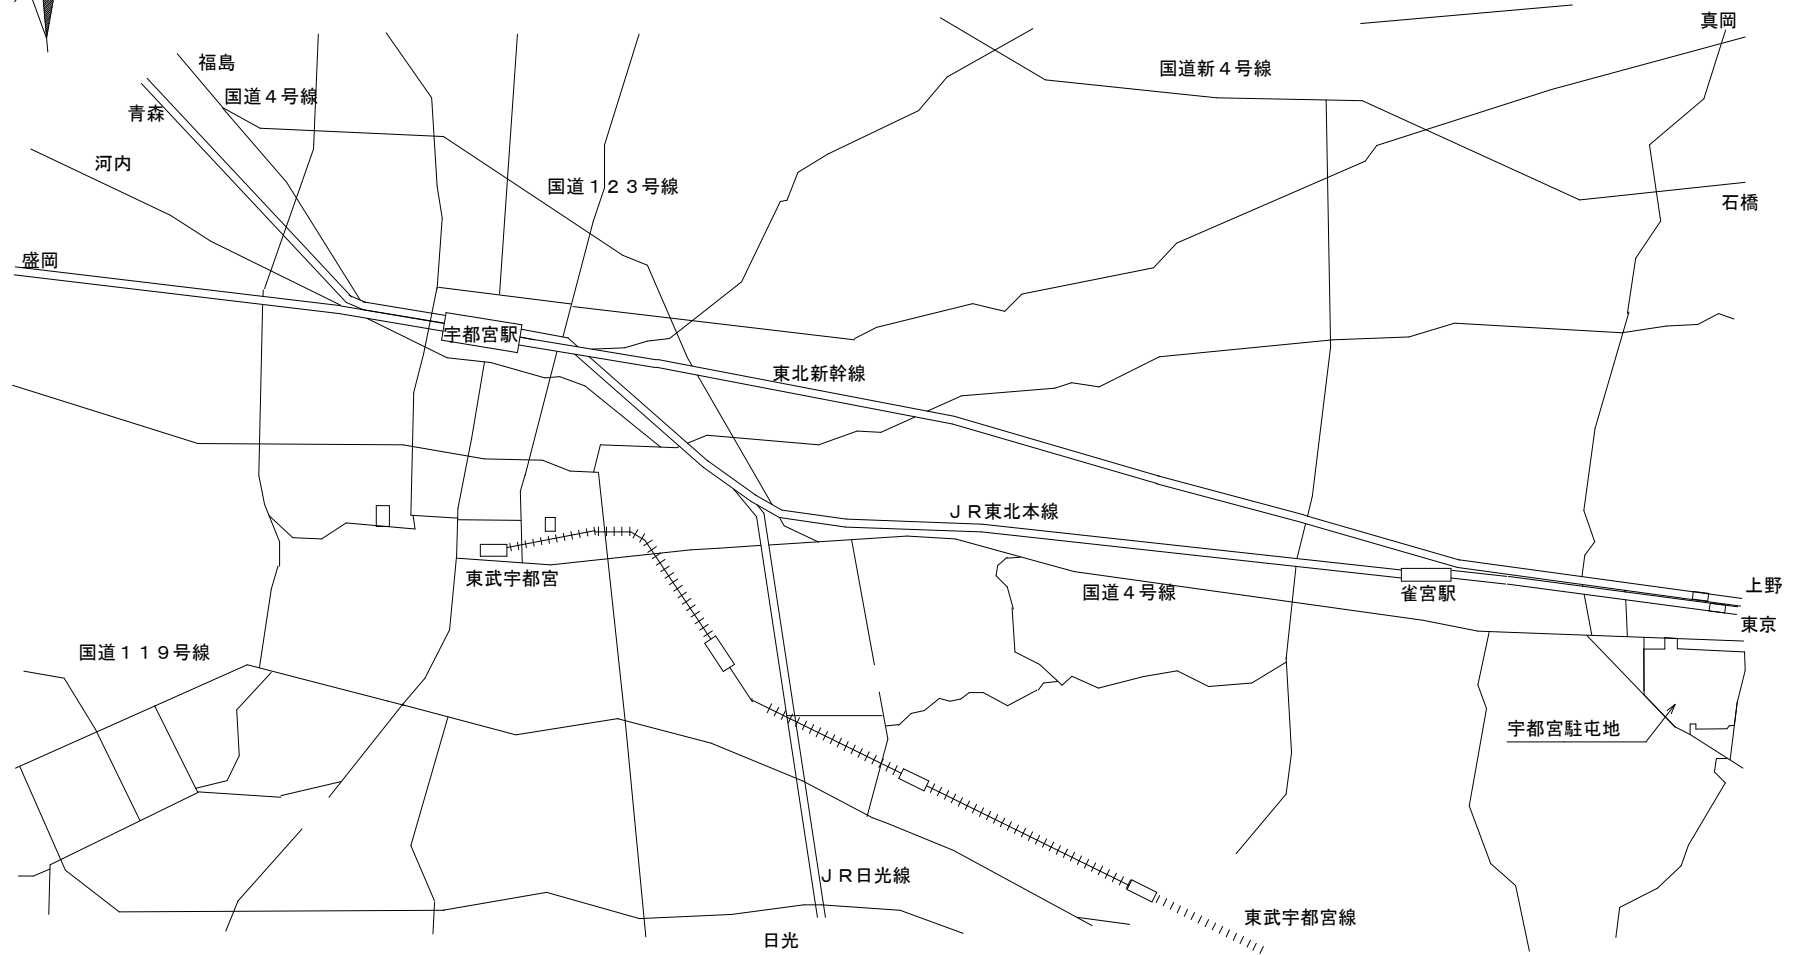 真岡
福島
国道新４号線
国道４号線
青森
河内
国道１２３号線
石橋
盛岡
宇都宮駅
東北新幹線
ＪＲ東北本線
東武宇都宮
国道４号線
雀宮駅
上野
東京
国道１１９号線
宇都宮駐屯地
ＪＲ日光線
東武宇都宮線
日光